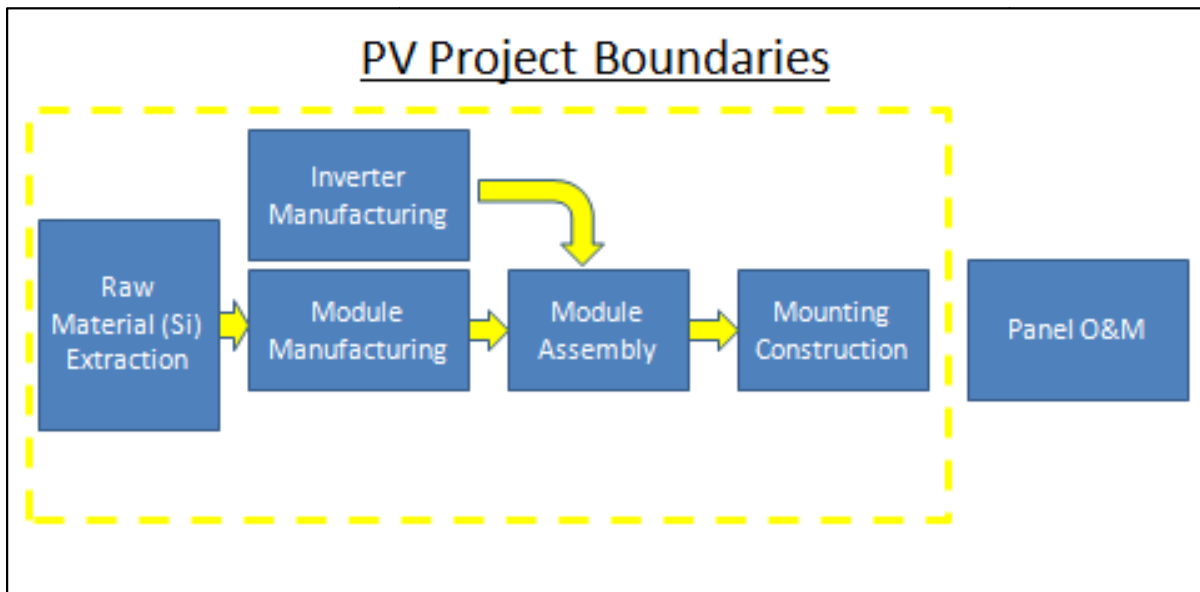 PV Project Boundaries
Inverter
Manufacturing
Raw
Material (Si)
Extraction
Module
Manufacturing
Module
Assembly
Mounting
Construction
Panel O&M